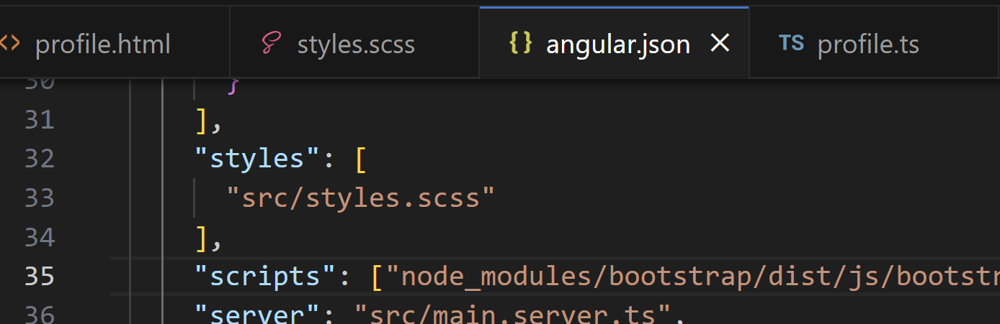 profile.html styles.scss {} angular.json TS profile.ts
30 }
31 ],
32 "styles": [
33 "src/styles.scss"
34 ],
35 "scripts": ["node_modules/bootstrap/dist/js/bootstr
36 "server": "src/main.server.ts",